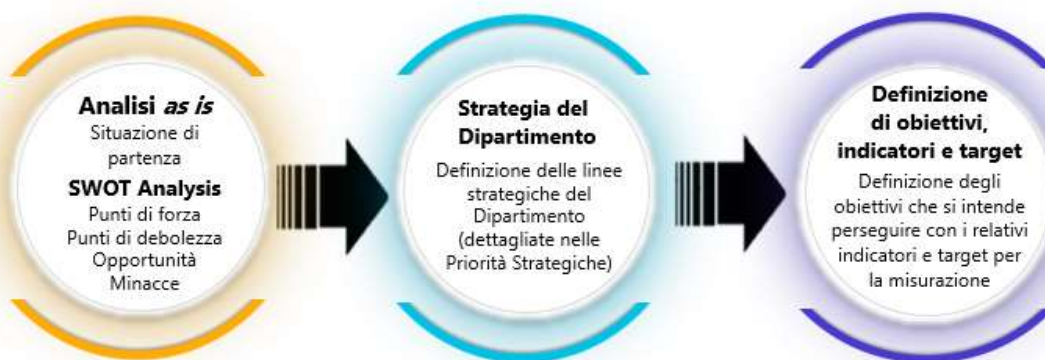 Analisi as is
Situazione di
partenza
SWOT Analysis
Punti di forza
Punti di debolezza
Opportunità
Minacce
Strategia del
Dipartimento
Definizione delle linee
strategiche del
Dipartimento
(dettagliate nelle
Priorità Strategiche)
Definizione
di obiettivi,
indicatori e target
Definizione degli
obiettivi che si intende
perseguire con i relativi
indicatori e target per
la misurazione